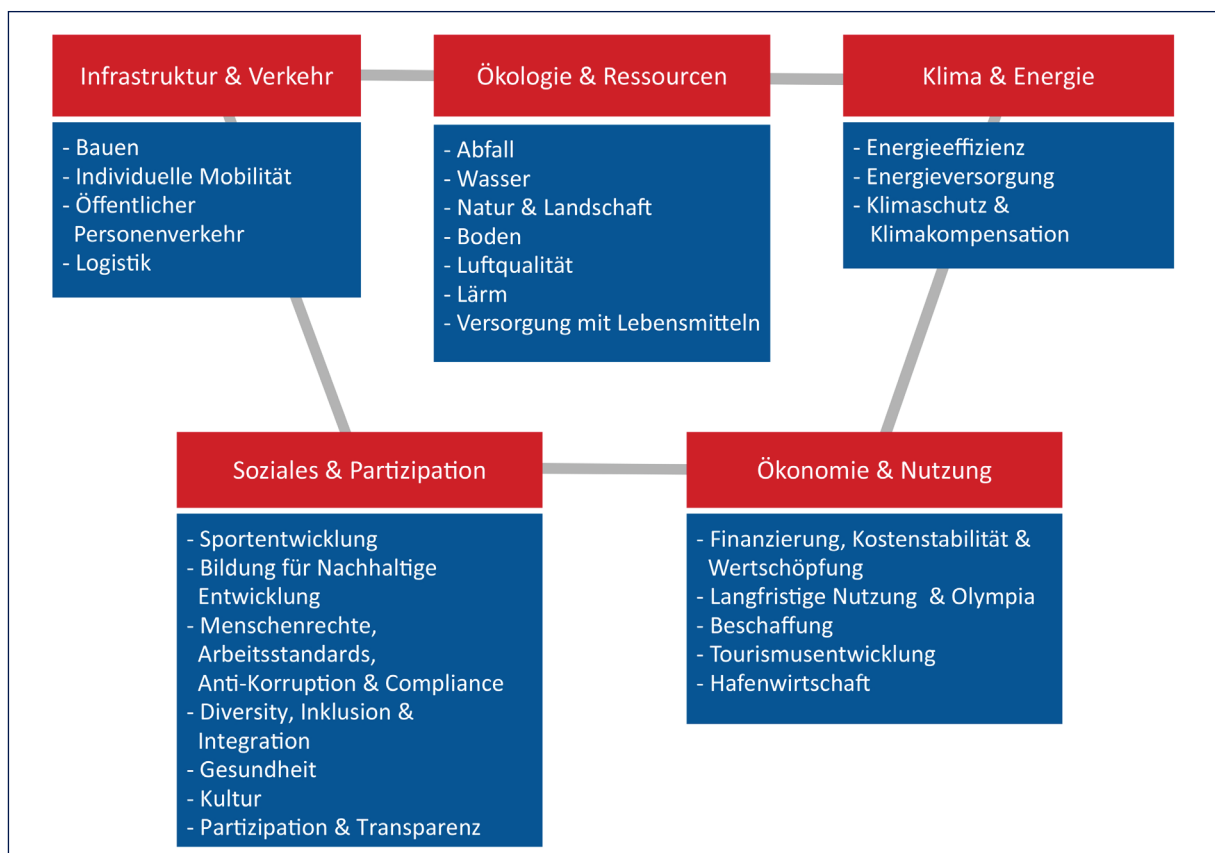 Infrastruktur & Verkehr
- Bauen
- Individuelle Mobilität
- Öffentlicher
Personenverkehr
- Logistik
Ökologie & Ressourcen
- Abfall
- Wasser
- Natur & Landschaft
- Boden
- Luftqualität
- Lärm
- Versorgung mit Lebensmitteln
Klima & Energie
- Energieeffizienz
- Energieversorgung
- Klimaschutz &
Klimakompensation
Soziales & Partizipation
- Sportentwicklung
- Bildung für Nachhaltige
Entwicklung
- Menschenrechte,
Arbeitsstandards,
Anti-Korruption & Compliance
- Diversity, Inklusion &
Integration
- Gesundheit
- Kultur
- Partizipation & Transparenz
Ökonomie & Nutzung
- Finanzierung, Kostenstabilität &
Wertschöpfung
- Langfristige Nutzung & Olympia
- Beschaffung
- Tourismusentwicklung
- Hafenwirtschaft